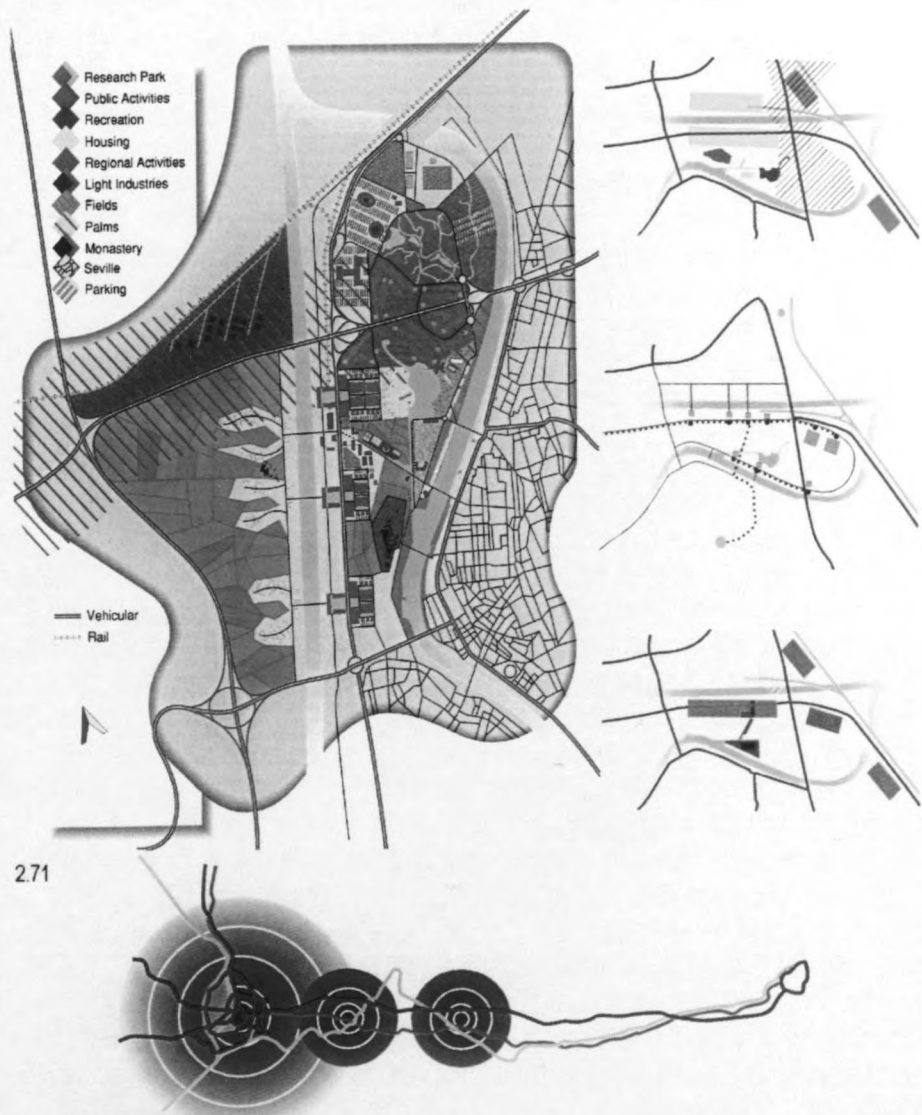 Research Park
Public Activities
Recreation
Housing
Regional Activities
Light Industries
Fields
Palms
Monastery
Seville
Parking
Vehicular
Rail
2.71